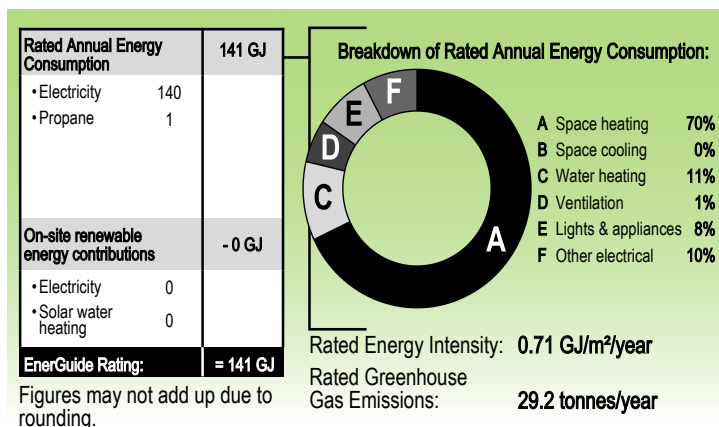 Rated Annual Energy
Consumption
141 GJ
•Electricity 140
•Propane 1
On-site renewable
energy contributions
- 0 GJ
•Electricity 0
•Solar water
heating 0
EnerGuide Rating: = 141 GJ
Figures may not add up due to
rounding.
Breakdown of Rated Annual Energy Consumption:
F
E
D
C
A
A Space heating 70%
B Space cooling 0%
C Water heating 11%
D Ventilation 1%
E Lights & appliances 8%
F Other electrical 10%
Rated Energy Intensity: 0.71 GJ/m²/year
Rated Greenhouse
Gas Emissions: 29.2 tonnes/year